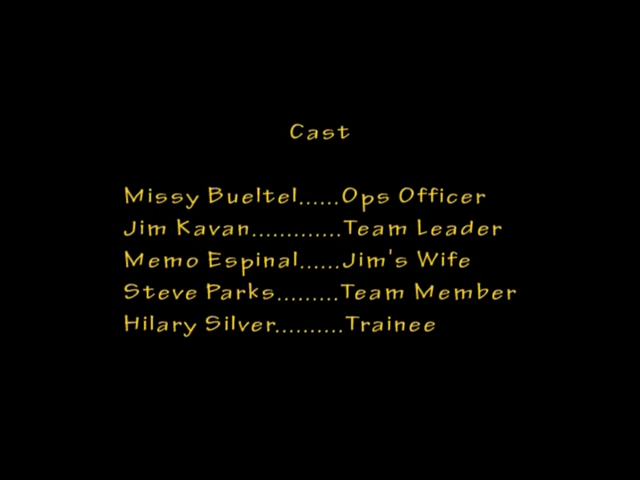 Cast
Missy Bueltel......Ops Officer
Jim Kavan.............Team Leader
Memo Espinal......Jim's Wife
Steve Parks.........Team Member
Hilary Silver..........Trainee